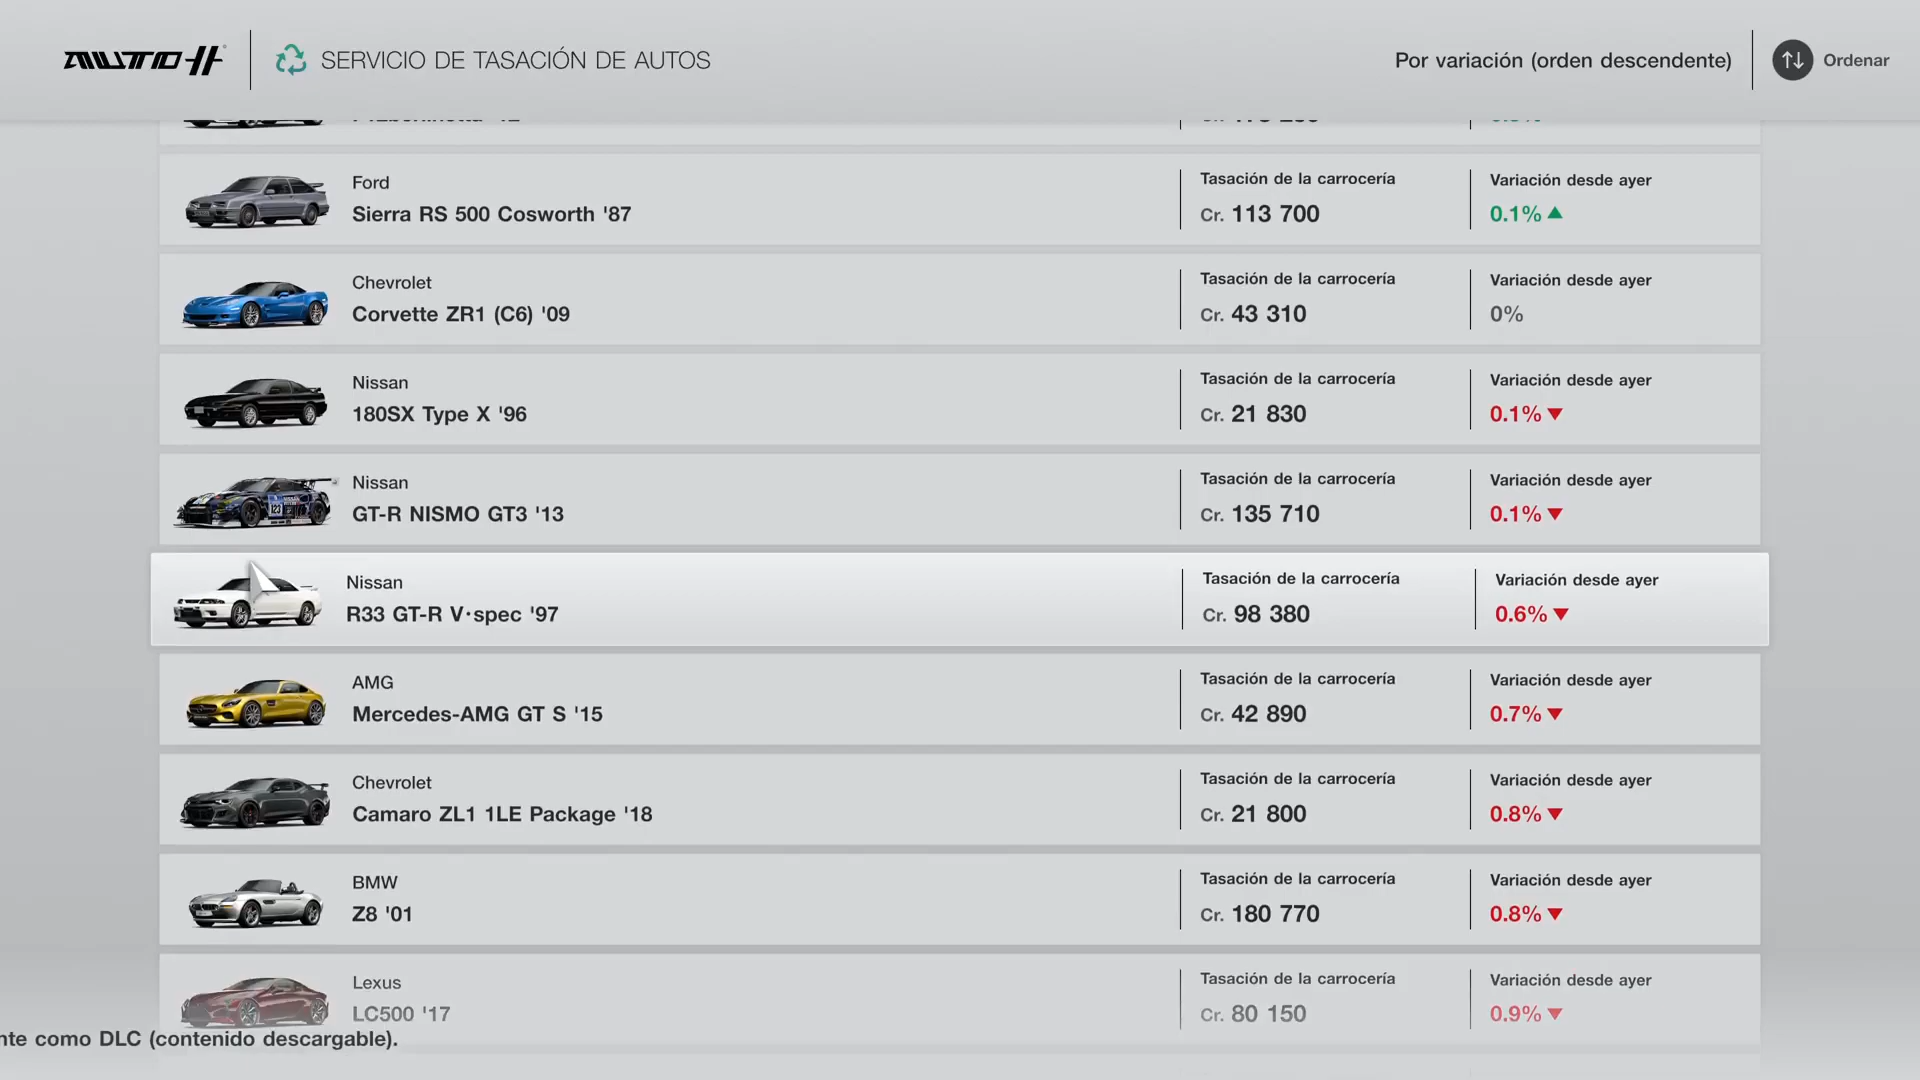 AUTO
SERVICIO DE TASACIÓN DE AUTOS
Por variación (orden descendente)
Ordenar
Ford
Sierra RS 500 Cosworth '87
Tasación de la carrocería
Cr. 113 700
Variación desde ayer
0.1% ▲
Chevrolet
Corvette ZR1 (C6) '09
Tasación de la carrocería
Cr. 43 310
Variación desde ayer
0%
Nissan
180SX Type X '96
Tasación de la carrocería
Cr. 21 830
Variación desde ayer
0.1% ▼
Nissan
GT-R NISMO GT3 '13
Tasación de la carrocería
Cr. 135 710
Variación desde ayer
0.1% ▼
Nissan
R33 GT-R V・spec '97
Tasación de la carrocería
Cr. 98 380
Variación desde ayer
0.6% ▼
AMG
Mercedes-AMG GT S '15
Tasación de la carrocería
Cr. 42 890
Variación desde ayer
0.7% ▼
Chevrolet
Camaro ZL1 1LE Package '18
Tasación de la carrocería
Cr. 21 800
Variación desde ayer
0.8% ▼
BMW
Z8 '01
Tasación de la carrocería
Cr. 180 770
Variación desde ayer
0.8% ▼
Lexus
LC500 '17
Tasación de la carrocería
Cr. 80 150
Variación desde ayer
0.9% ▼
nte como DLC (contenido descargable).